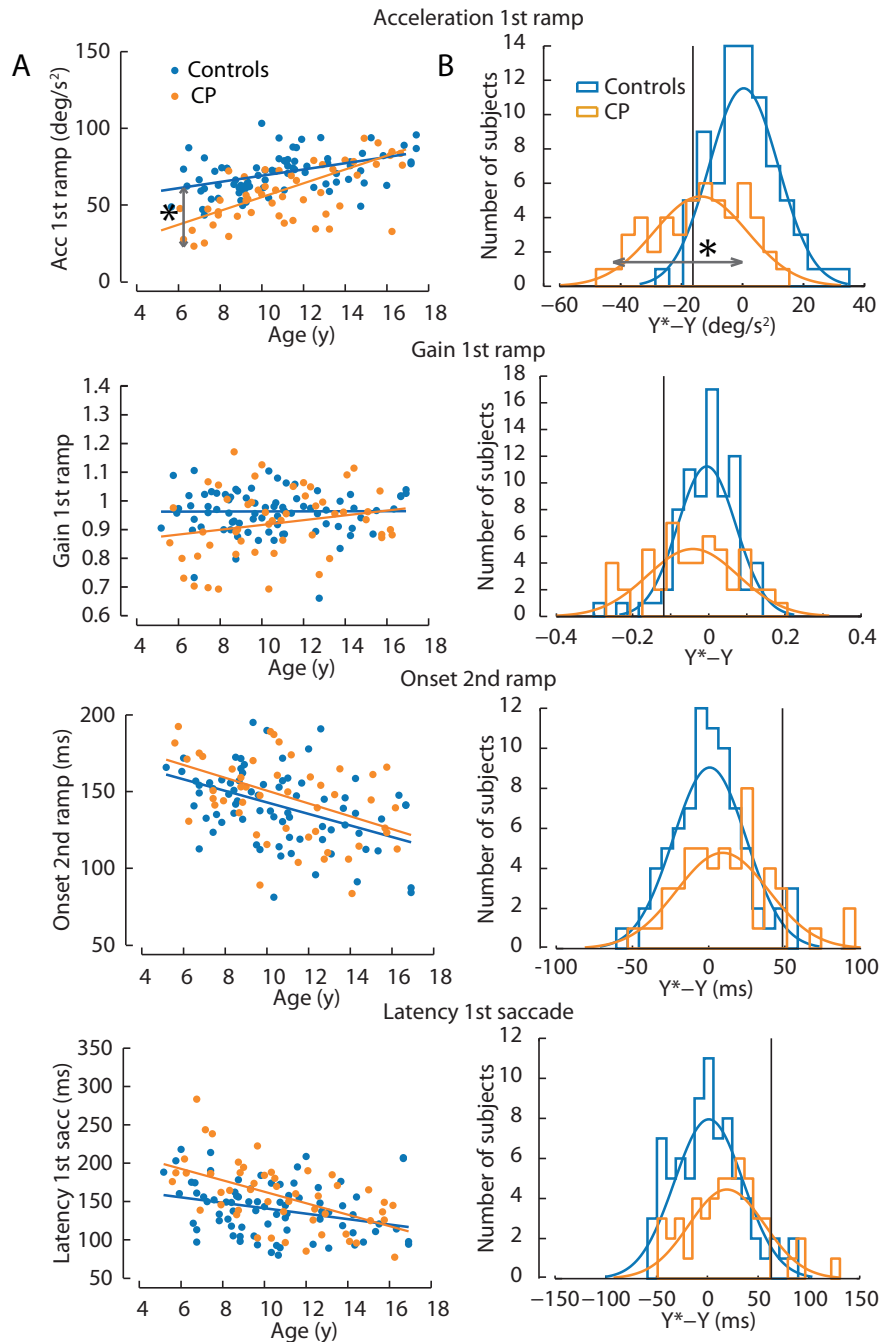 Acceleration 1st ramp
A
Acc 1st ramp (deg/s²)
150
100
50
0
Controls
CP
*
4 6 8 10 12 14 16 18
Age (y)
B
Number of subjects
14
12
10
8
6
4
2
0
Controls
CP
*
−60 −40 −20 0 20 40
Y*−Y (deg/s²)
Gain 1st ramp
Gain 1st ramp
1.4
1.3
1.2
1.1
1
0.9
0.8
0.7
0.6
4 6 8 10 12 14 16 18
Age (y)
Number of subjects
18
16
14
12
10
8
6
4
2
0
−0.4 −0.2 0 0.2 0.4
Y*−Y
Onset 2nd ramp
Onset 2nd ramp (ms)
200
150
100
50
4 6 8 10 12 14 16 18
Age (y)
Number of subjects
12
10
8
6
4
2
0
-100 −50 0 50 100
Y*−Y (ms)
Latency 1st saccade
Latency 1st sacc (ms)
350
300
250
200
150
100
50
4 6 8 10 12 14 16 18
Age (y)
Number of subjects
12
10
8
6
4
2
0
−150 −100 −50 0 50 100 150
Y*−Y (ms)